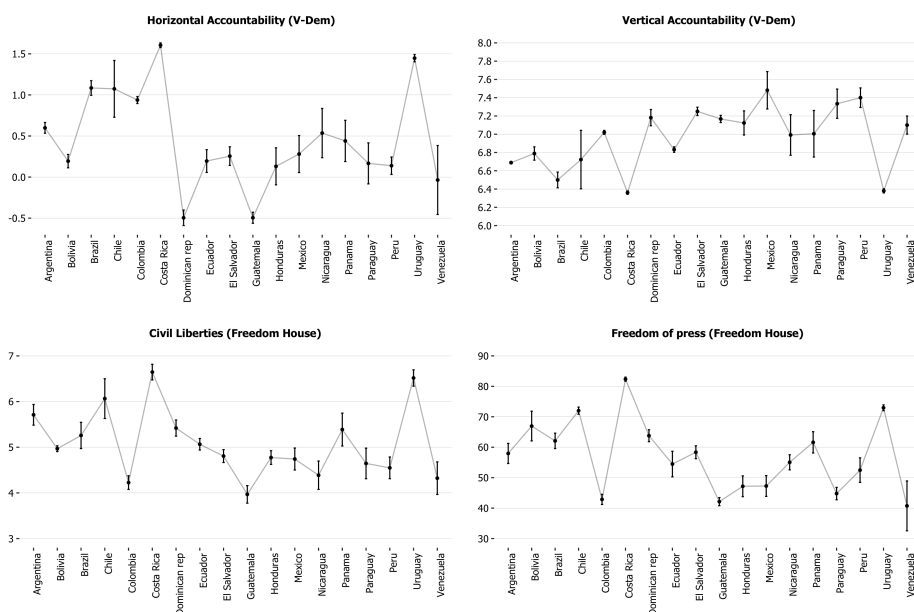 Horizontal Accountability (V-Dem)
1.5
1.0
0.5
0.0
-0.5
Argentina
Bolivia
Brazil
Chile
Colombia
Costa Rica
Dominican rep
Ecuador
El Salvador
Guatemala
Honduras
Mexico
Nicaragua
Panama
Paraguay
Peru
Uruguay
Venezuela
Vertical Accountability (V-Dem)
8.0
7.8
7.6
7.4
7.2
7.0
6.8
6.6
6.4
6.2
6.0
Argentina
Bolivia
Brazil
Chile
Colombia
Costa Rica
Dominican rep
Ecuador
El Salvador
Guatemala
Honduras
Mexico
Nicaragua
Panama
Paraguay
Peru
Uruguay
Venezuela
Civil Liberties (Freedom House)
7
6
5
4
3
Argentina
Bolivia
Brazil
Chile
Colombia
Costa Rica
Dominican rep
Ecuador
El Salvador
Guatemala
Honduras
Mexico
Nicaragua
Panama
Paraguay
Peru
Uruguay
Venezuela
Freedom of press (Freedom House)
90
80
70
60
50
40
30
Argentina
Bolivia
Brazil
Chile
Colombia
Costa Rica
Dominican rep
Ecuador
El Salvador
Guatemala
Honduras
Mexico
Nicaragua
Panama
Paraguay
Peru
Uruguay
Venezuela